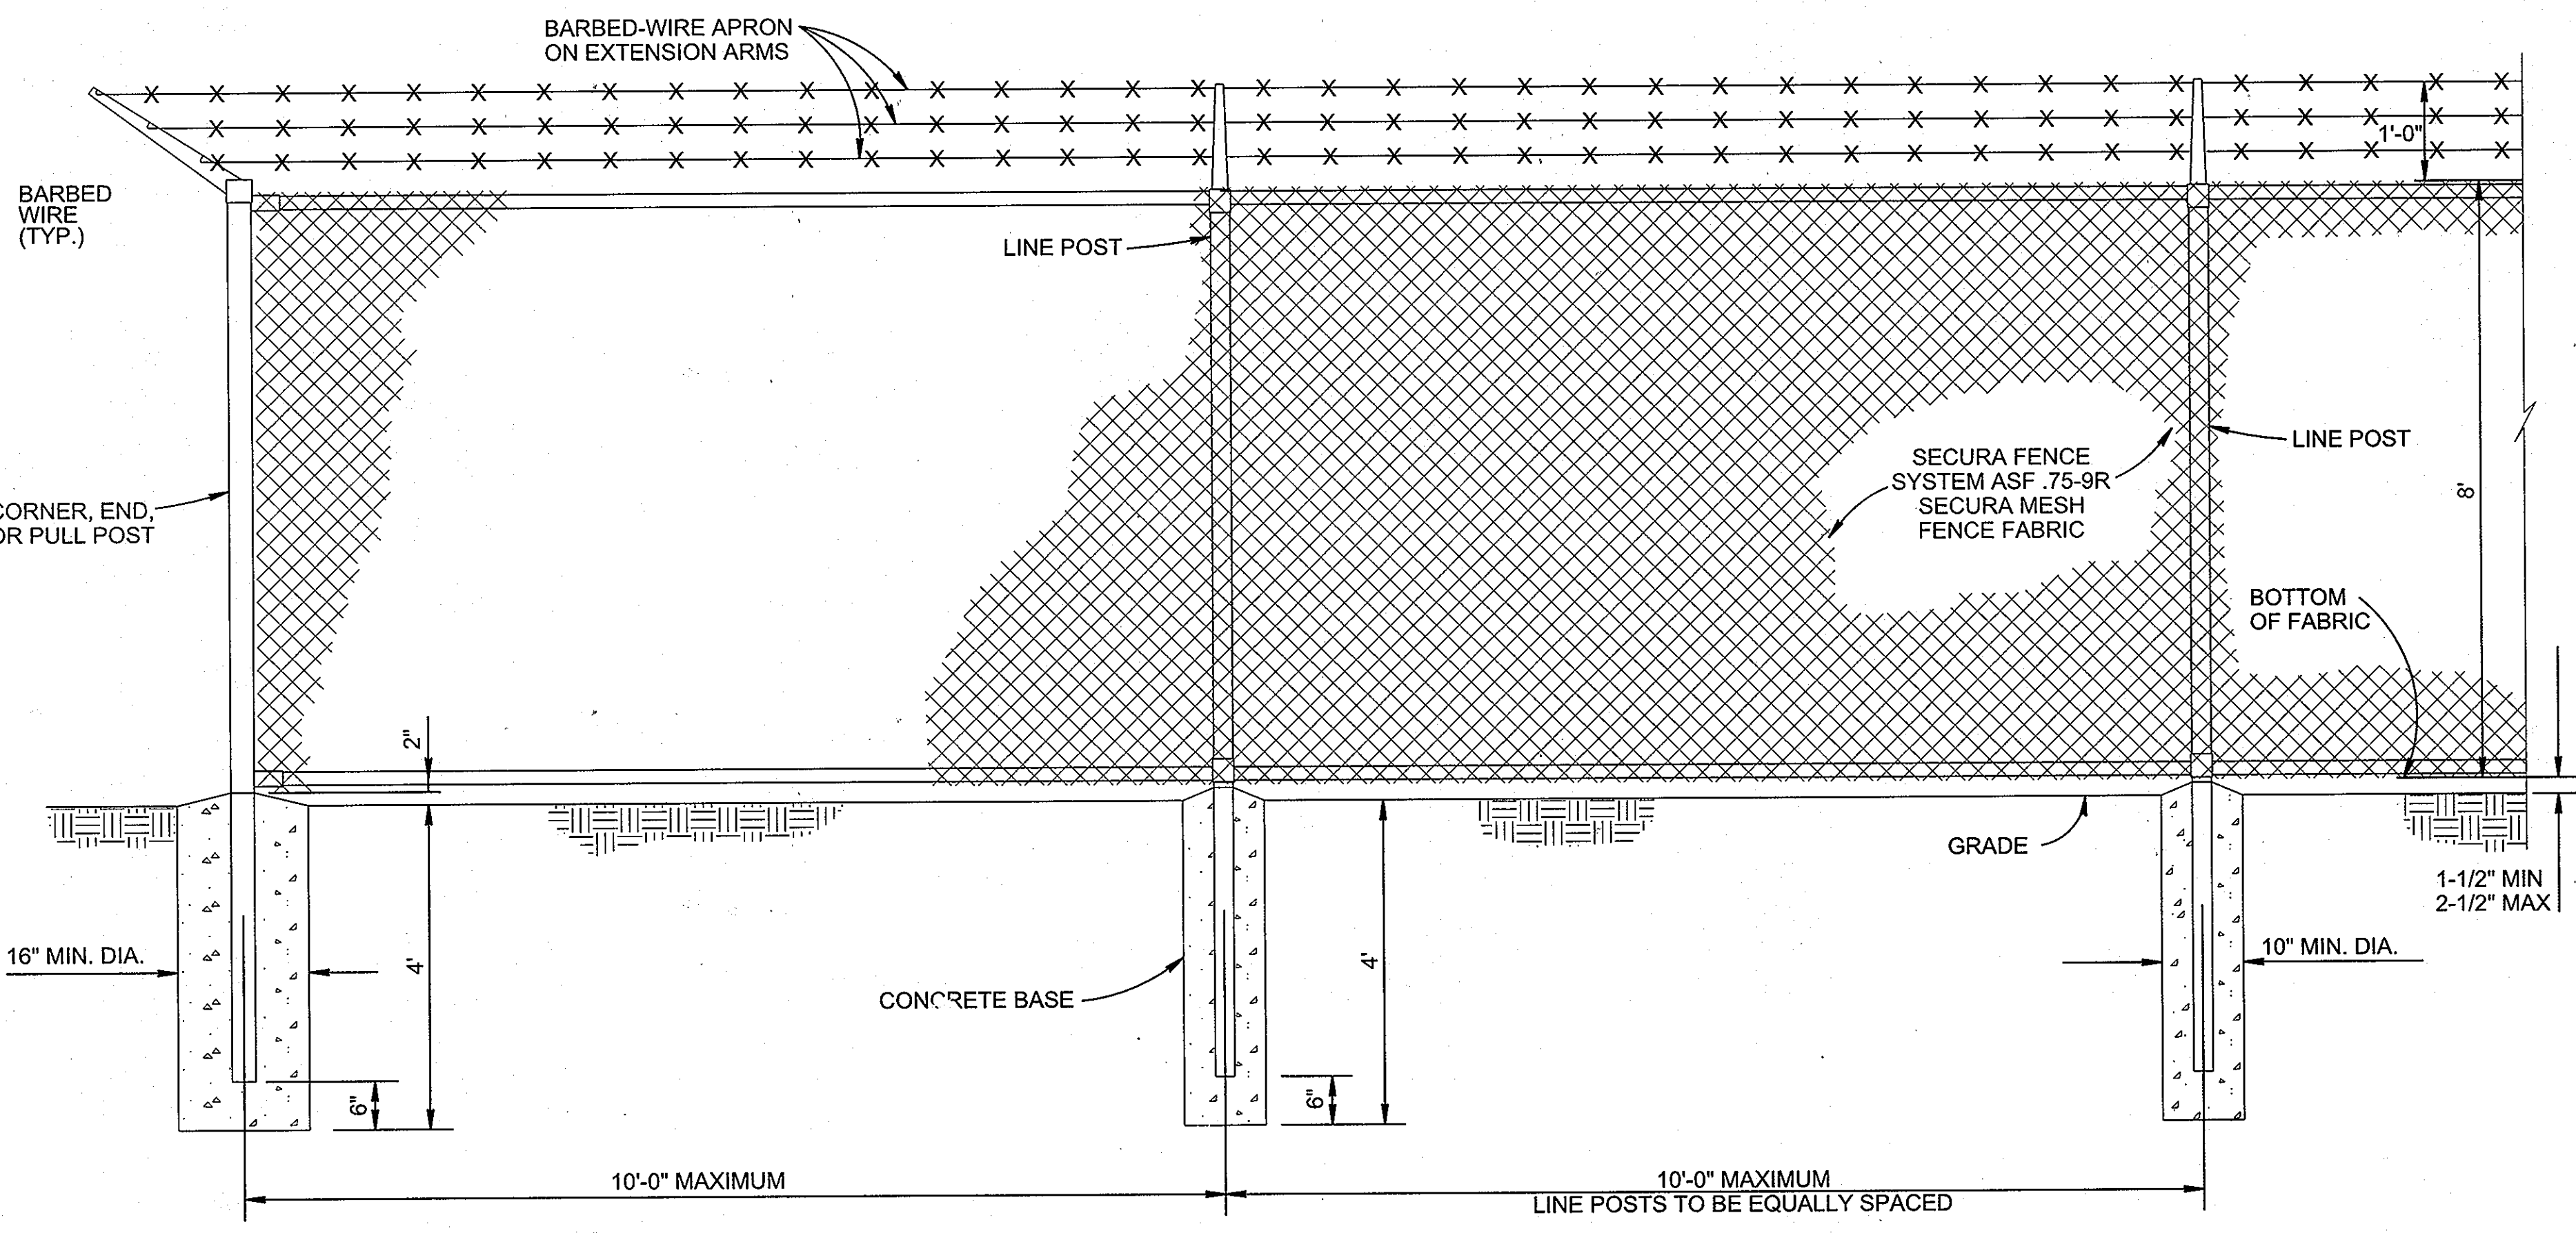 BARBED-WIRE APRON
ON EXTENSION ARMS
1'-0"
BARBED
WIRE
(TYP.)
LINE POST
LINE POST
SECURA FENCE
SYSTEM ASF .75-9R
SECURA MESH
FENCE FABRIC
8'
CORNER, END,
OR PULL POST
BOTTOM
OF FABRIC
2"
GRADE
1-1/2" MIN
2-1/2" MAX
16" MIN. DIA.
4'
CONCRETE BASE
4'
10" MIN. DIA.
6"
6"
10'-0" MAXIMUM
10'-0" MAXIMUM
LINE POSTS TO BE EQUALLY SPACED